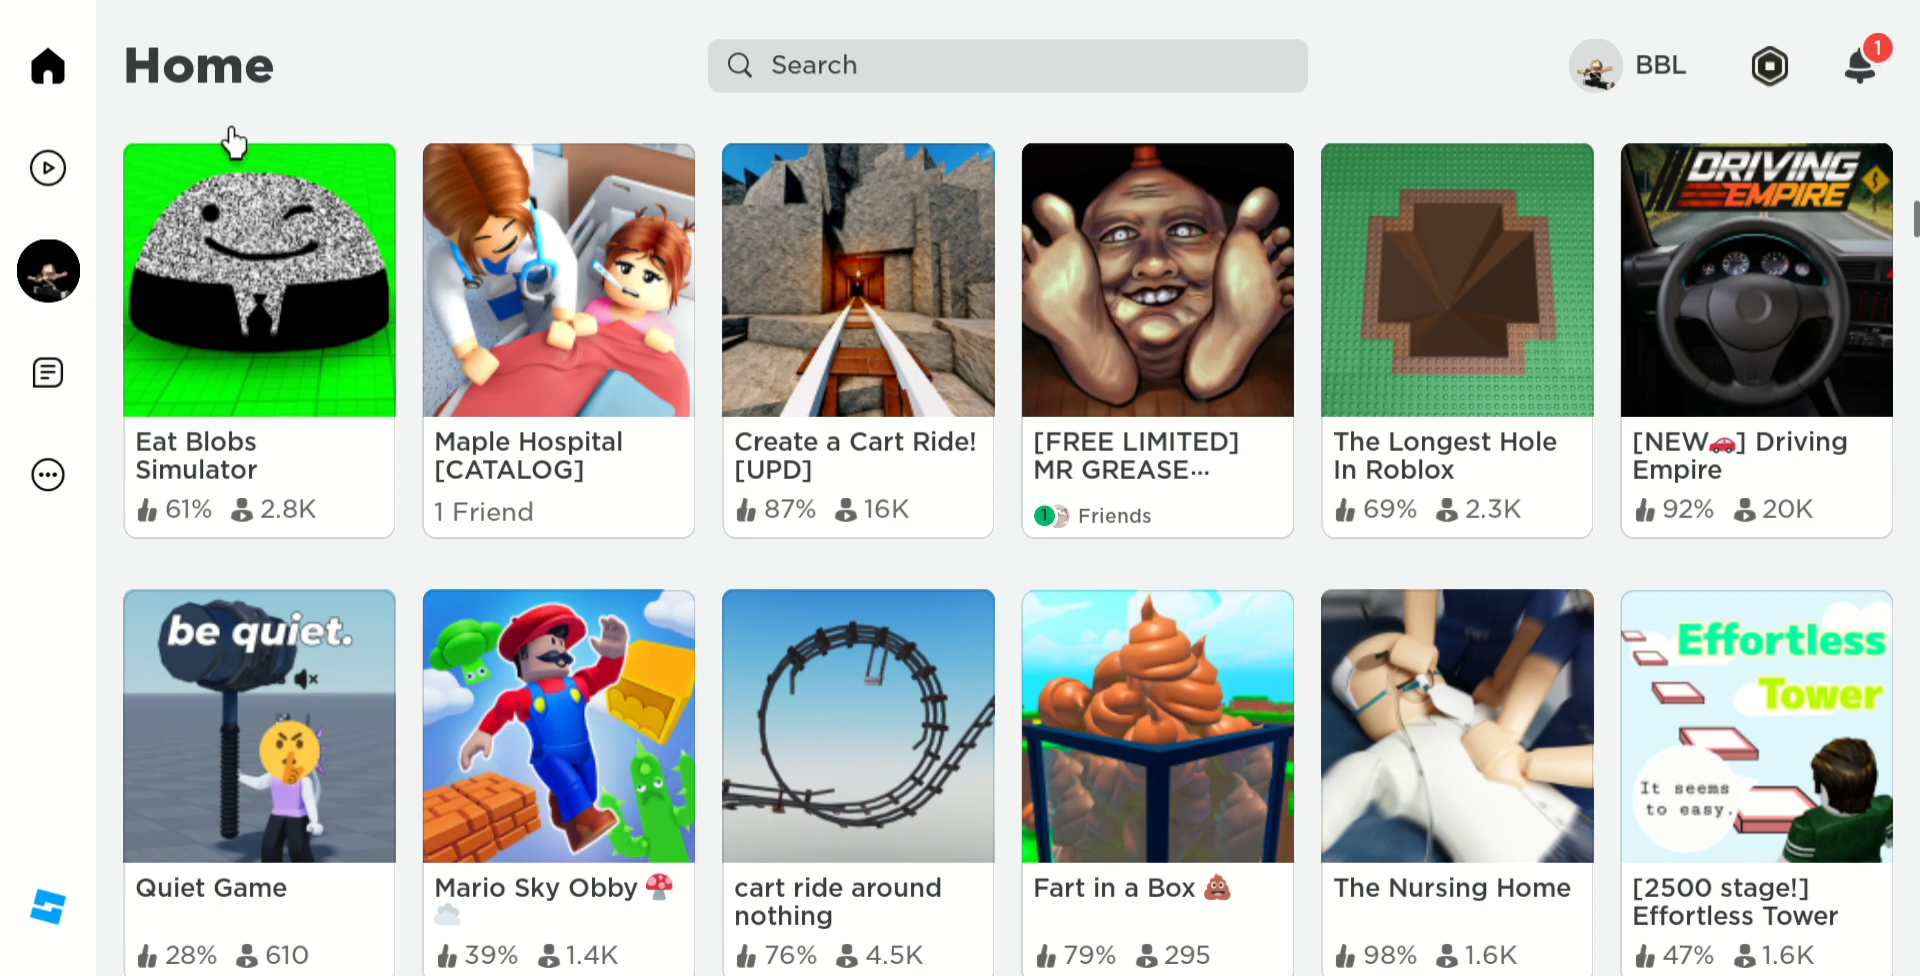 Home
Search
BBL
1
Eat Blobs
Simulator
61% 2.8K
Maple Hospital
[CATALOG]
1 Friend
Create a Cart Ride!
[UPD]
87% 16K
[FREE LIMITED]
MR GREASE...
1 Friends
The Longest Hole
In Roblox
69% 2.3K
DRIVING
EMPIRE
[NEW🚗] Driving
Empire
92% 20K
be quiet.
Quiet Game
28% 610
Mario Sky Obby 🍄
☁️
39% 1.4K
cart ride around
nothing
76% 4.5K
Fart in a Box 💩
79% 295
The Nursing Home
98% 1.6K
Effortless
Tower
It seems
to easy.
[2500 stage!]
Effortless Tower
47% 1.6K